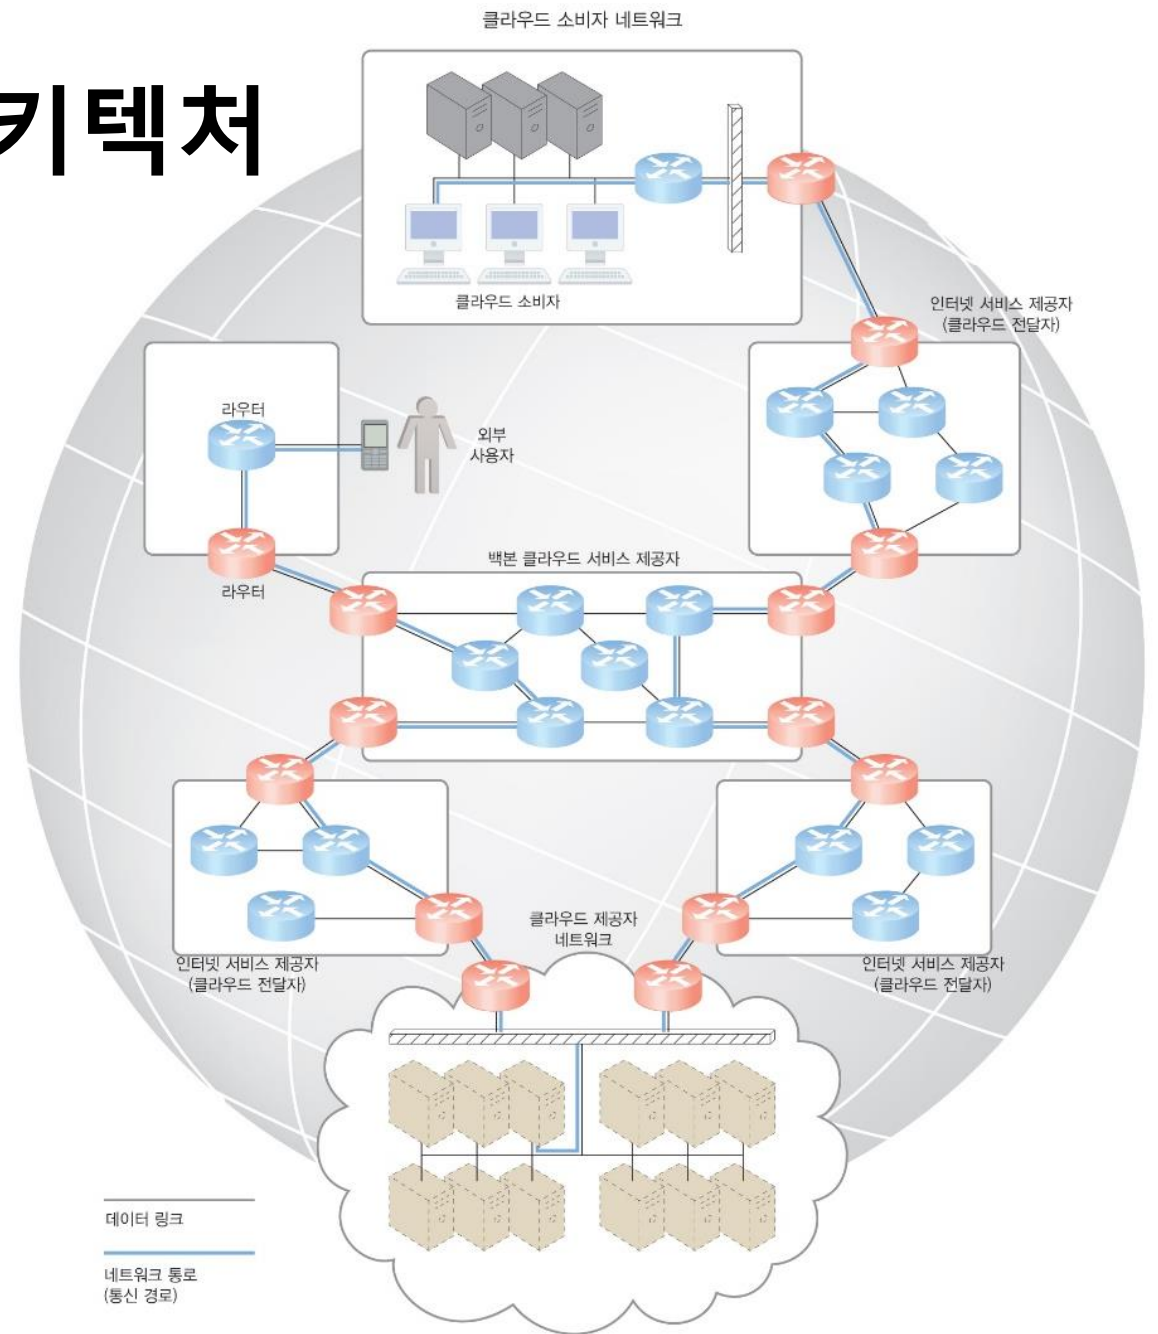 클라우드 소비자 네트워크
키텍처
클라우드 소비자
인터넷 서비스 제공자
(클라우드 전달자)
라우터
외부
사용자
백본 클라우드 서비스 제공자
라우터
클라우드 제공자
네트워크
인터넷 서비스 제공자
(클라우드 전달자)
인터넷 서비스 제공자
(클라우드 전달자)
데이터 링크
네트워크 통로
(통신 경로)